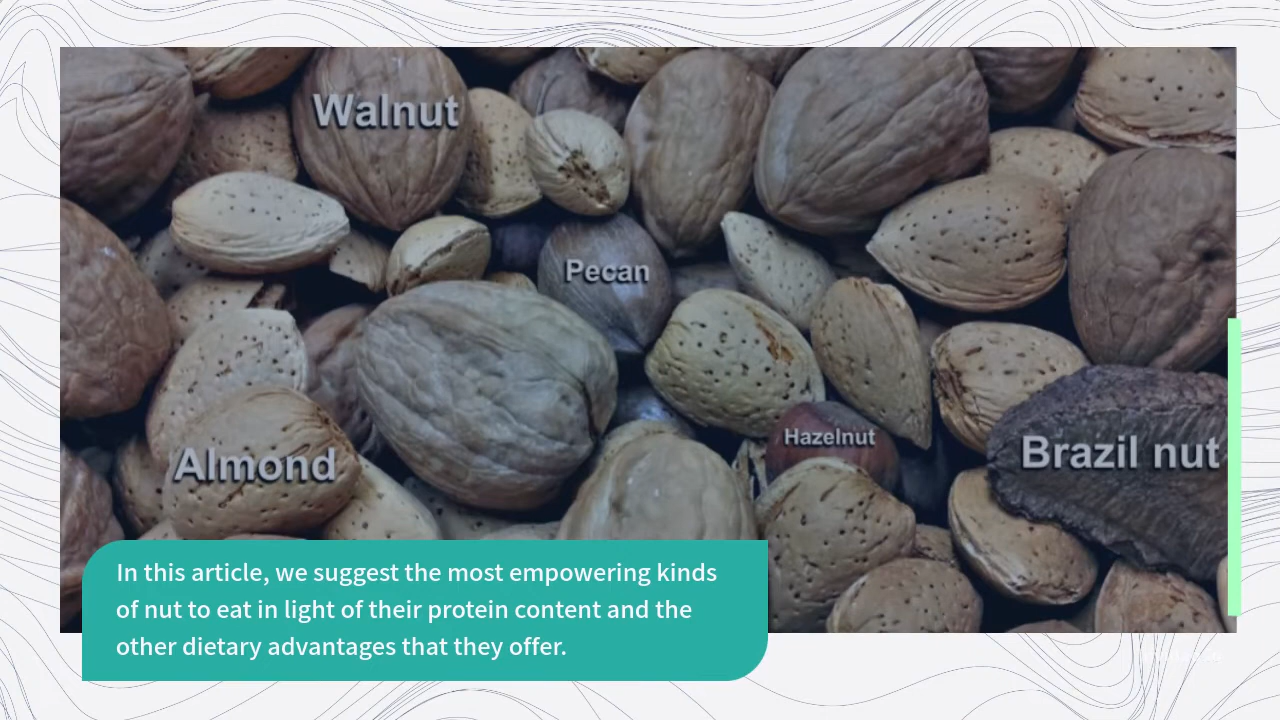 Walnut
Pecan
Hazelnut
Almond
Brazil nut
In this article, we suggest the most empowering kinds
of nut to eat in light of their protein content and the
other dietary advantages that they offer.